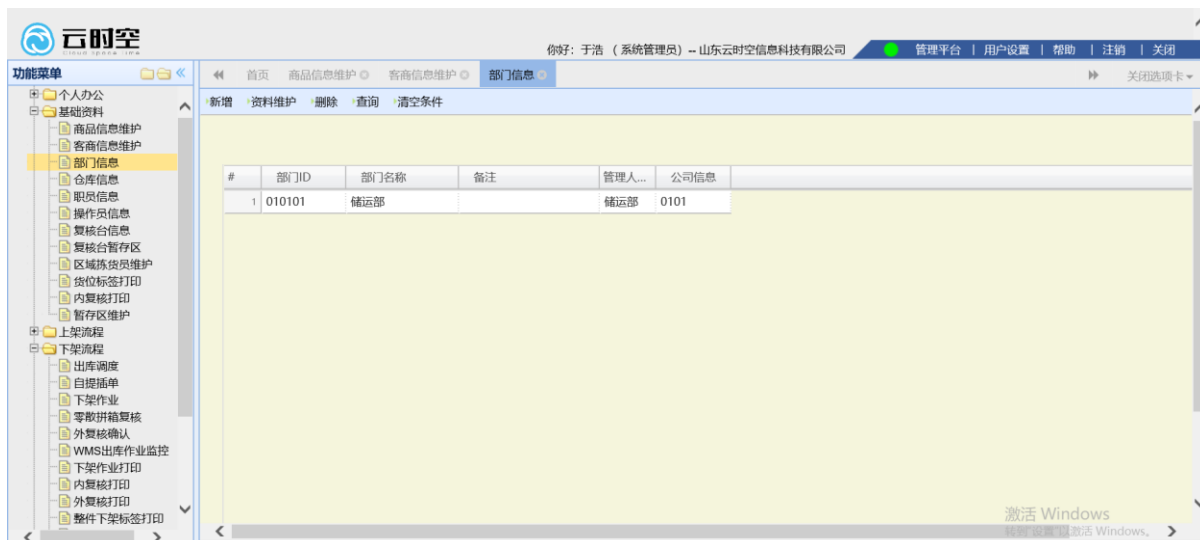 云时空
Cloud space time
你好：于浩 （ 系统管理员）-- 山东云时空信息科技有限公司
管理平台 | 用户设置 | 帮助 | 注销 | 关闭
功能菜单
首页 商品信息维护 客商信息维护 部门信息 关闭选项卡
新增 资料维护 删除 查询 清空条件
个人办公
基础资料
商品信息维护
客商信息维护
部门信息
仓库信息
职员信息
操作员信息
复核台信息
复核台暂存区
区域拣货员维护
货位标签打印
内复核打印
暂存区维护
上架流程
下架流程
出库调度
自提插单
下架作业
零散拼箱复核
外复核确认
WMS出库作业监控
下架作业打印
内复核打印
外复核打印
整件下架标签打印
# 部门ID 部门名称 备注 管理人... 公司信息
1 010101 储运部 储运部 0101
激活 Windows
转到"设置"以激活 Windows。